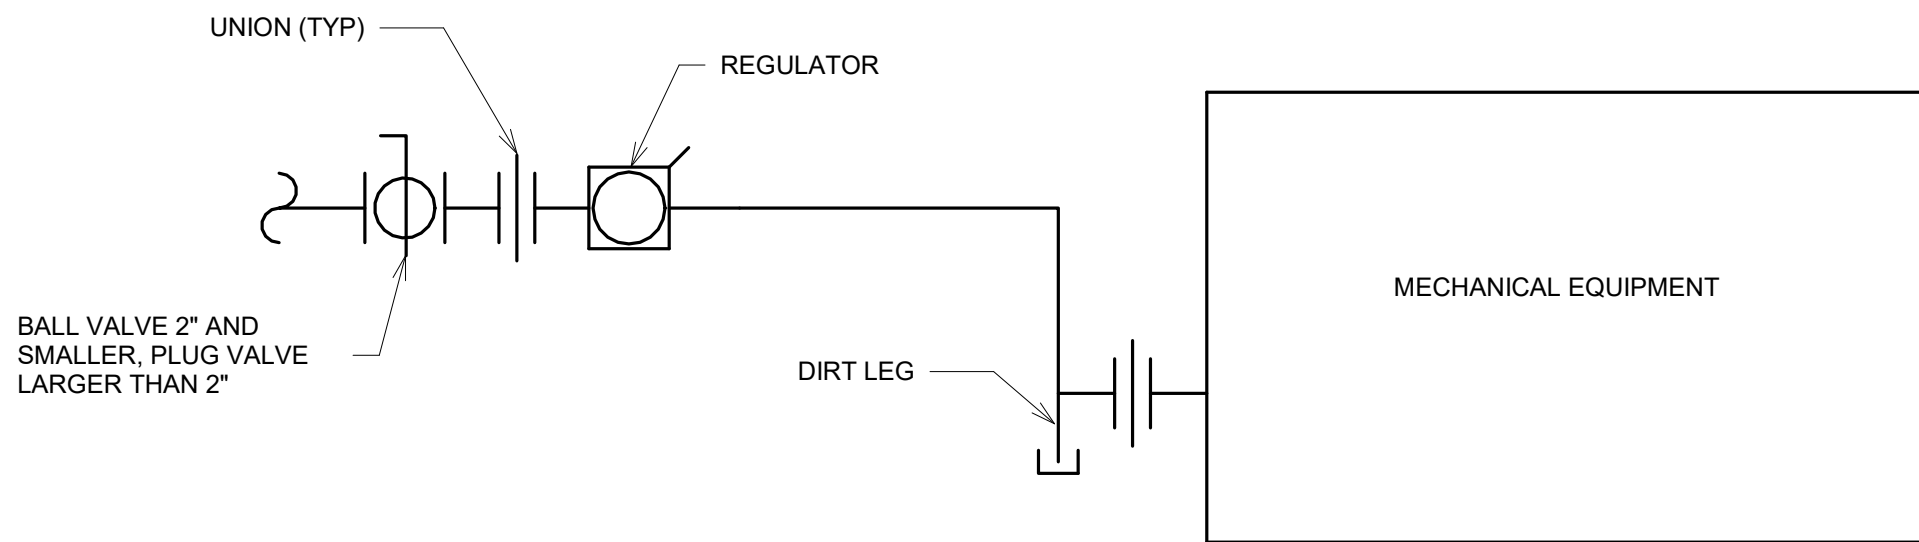 UNION (TYP)
REGULATOR
MECHANICAL EQUIPMENT
BALL VALVE 2" AND
SMALLER, PLUG VALVE
LARGER THAN 2"
DIRT LEG